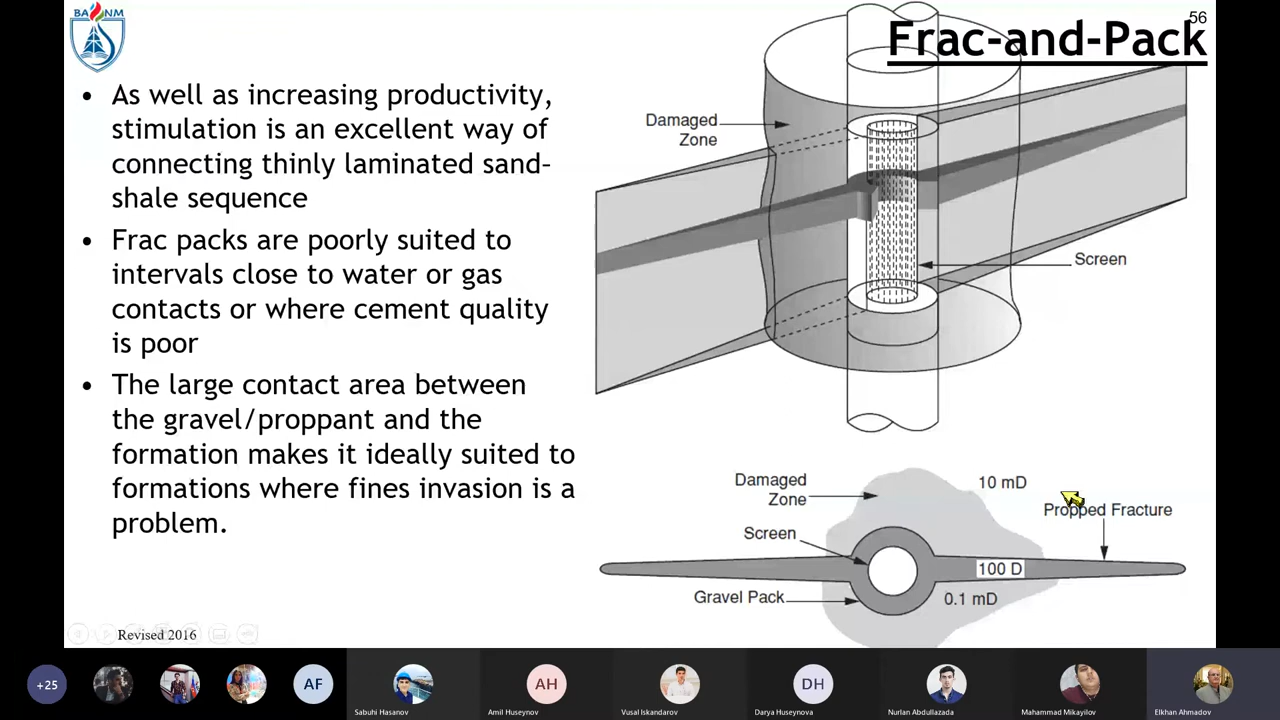 BA NM
56
Frac-and-Pack
• As well as increasing productivity,
stimulation is an excellent way of
connecting thinly laminated sand-
shale sequence
• Frac packs are poorly suited to
intervals close to water or gas
contacts or where cement quality
is poor
• The large contact area between
the gravel/proppant and the
formation makes it ideally suited to
formations where fines invasion is a
problem.
Damaged
Zone
Screen
Damaged
Zone
10 mD
Propped Fracture
Screen
100 D
Gravel Pack
0.1 mD
Revised 2016
+25
AF
AH
DH
Sabuhi Hasanov
Amil Huseynov
Vusal Iskandarov
Darya Huseynova
Nurlan Abdullazada
Mahammad Mikayilov
Elkhan Ahmadov